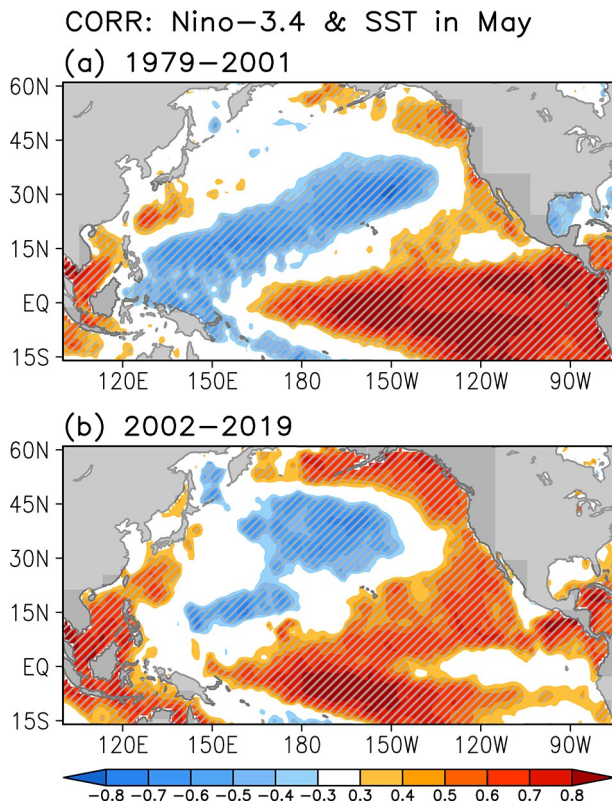 CORR: Nino-3.4 & SST in May
(a) 1979-2001
60N
45N
30N
15N
EQ
15S
120E 150E 180 150W 120W 90W
(b) 2002-2019
60N
45N
30N
15N
EQ
15S
120E 150E 180 150W 120W 90W
-0.8 -0.7 -0.6 -0.5 -0.4 -0.3 0.3 0.4 0.5 0.6 0.7 0.8